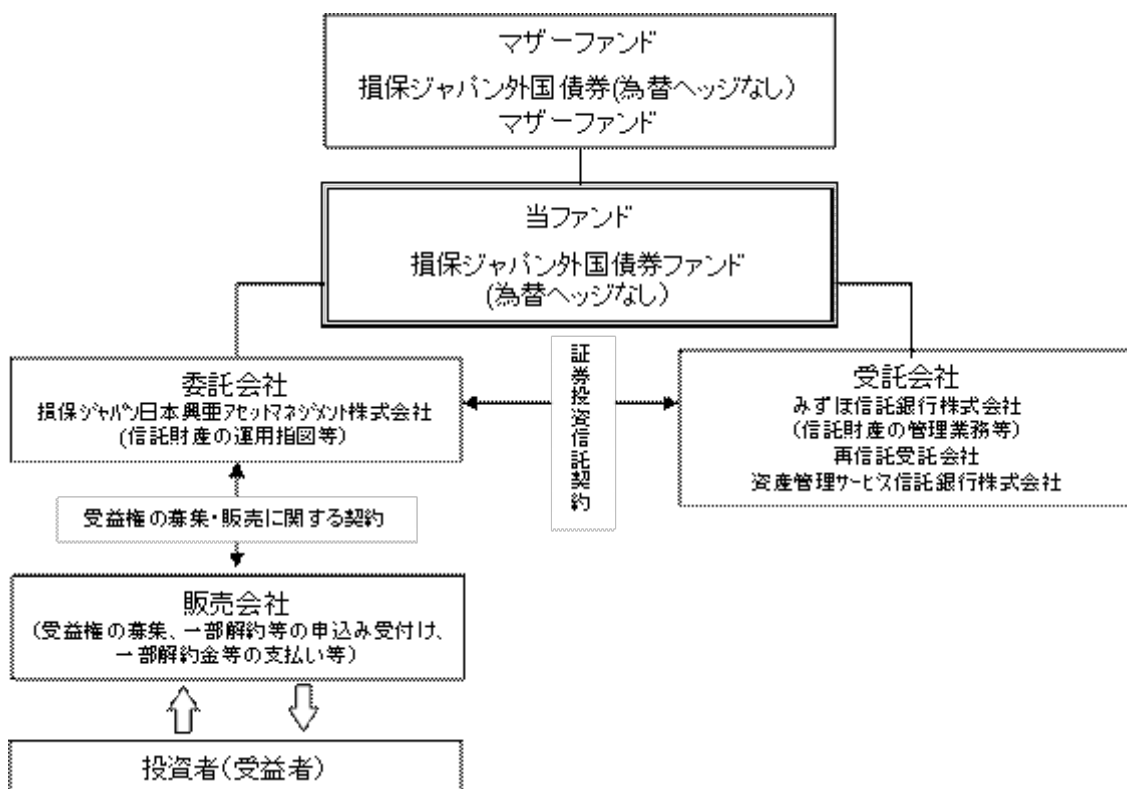 マザーファンド
損保ジャパン外国債券(為替ヘッジなし)
マザーファンド
当ファンド
損保ジャパン外国債券ファンド
(為替ヘッジなし)
委託会社
損保ジャパン日本興亜アセットマネジメント株式会社
(信託財産の運用指図等)
証券投資信託契約
受託会社
みずほ信託銀行株式会社
(信託財産の管理業務等)
再信託受託会社
資産管理サービス信託銀行株式会社
受益権の募集・販売に関する契約
販売会社
(受益権の募集、一部解約等の申込み受付け、
一部解約金等の支払い等)
投資者(受益者)